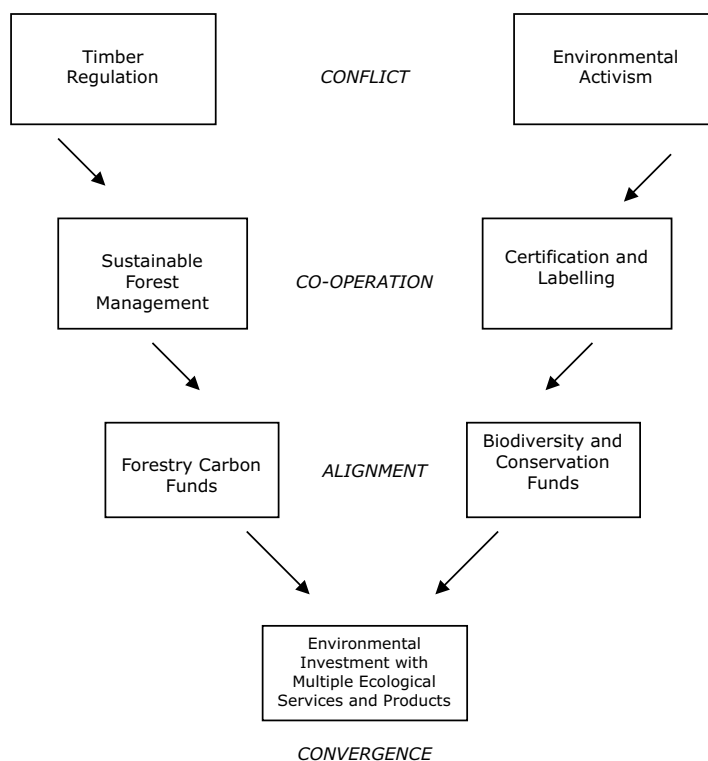 Timber
Regulation
CONFLICT
Environmental
Activism
Sustainable
Forest
Management
CO-OPERATION
Certification and
Labelling
Forestry Carbon
Funds
ALIGNMENT
Biodiversity and
Conservation
Funds
Environmental
Investment with
Multiple Ecological
Services and Products
CONVERGENCE